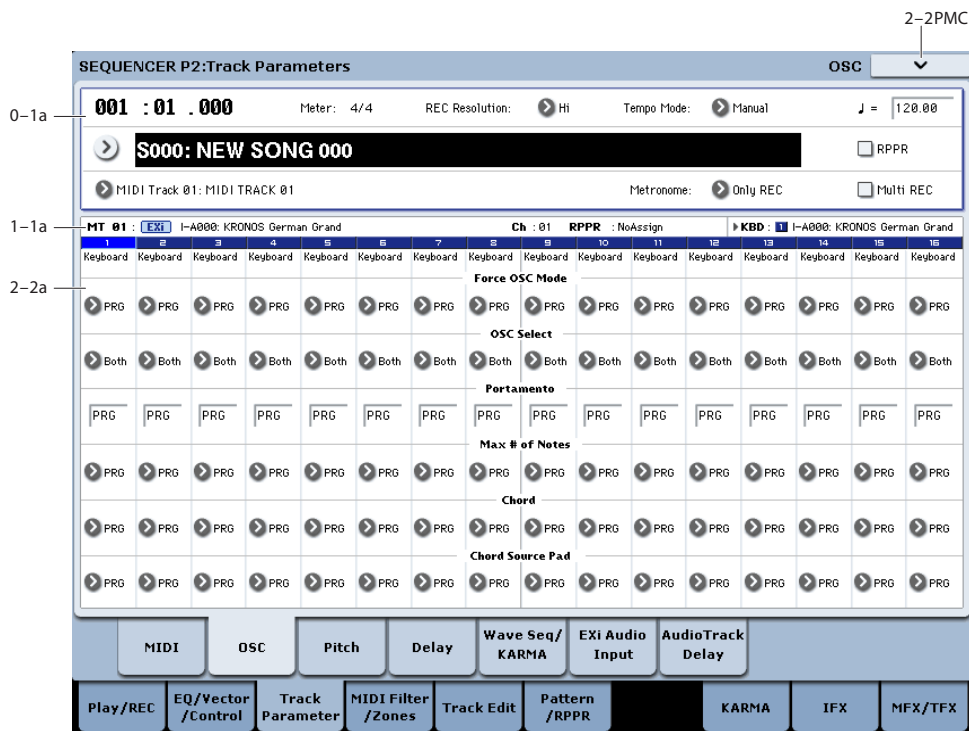 2–2PMC
SEQUENCER P2:Track Parameters OSC
0–1a
001 :01 .000 Meter: 4/4 REC Resolution: Hi Tempo Mode: Manual ♩ = 120.00
S000: NEW SONG 000 RPPR
MIDI Track 01: MIDI TRACK 01 Metronome: Only REC Multi REC
1–1a
MT 01 : EXi I-A000: KRONOS German Grand Ch :01 RPPR : NoAssign KBD : 1 I-A000: KRONOS German Grand
1 2 3 4 5 6 7 8 9 10 11 12 13 14 15 16
Keyboard Keyboard Keyboard Keyboard Keyboard Keyboard Keyboard Keyboard Keyboard Keyboard Keyboard Keyboard Keyboard Keyboard Keyboard Keyboard
2–2a
Force OSC Mode
PRG PRG PRG PRG PRG PRG PRG PRG PRG PRG PRG PRG PRG PRG PRG PRG
OSC Select
Both Both Both Both Both Both Both Both Both Both Both Both Both Both Both Both
Portamento
PRG PRG PRG PRG PRG PRG PRG PRG PRG PRG PRG PRG PRG PRG PRG PRG
Max # of Notes
PRG PRG PRG PRG PRG PRG PRG PRG PRG PRG PRG PRG PRG PRG PRG PRG
Chord
PRG PRG PRG PRG PRG PRG PRG PRG PRG PRG PRG PRG PRG PRG PRG PRG
Chord Source Pad
PRG PRG PRG PRG PRG PRG PRG PRG PRG PRG PRG PRG PRG PRG PRG PRG
MIDI
OSC
Pitch
Delay
Wave Seq/
KARMA
EXi Audio
Input
AudioTrack
Delay
Play/REC
EQ/Vector
/Control
Track
Parameter
MIDI Filter
/Zones
Track Edit
Pattern
/RPPR
KARMA
IFX
MFX/TFX